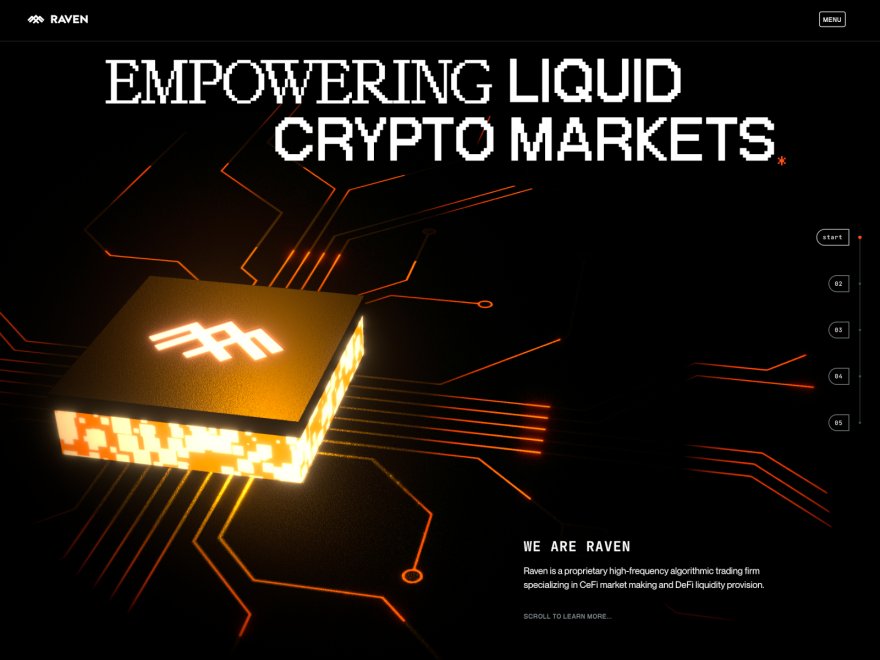 RAVEN
MENU
EMPOWERING LIQUID
CRYPTO MARKETS*
start
02
03
04
05
WE ARE RAVEN
Raven is a proprietary high-frequency algorithmic trading firm
specializing in CeFi market making and DeFi liquidity provision.
SCROLL TO LEARN MORE...